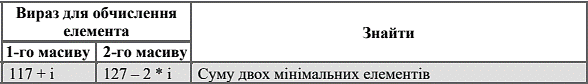 Вираз для обчислення
елемента
Знайти
1-го масиву 2-го масиву
117 + i 127 – 2 * i Суму двох мінімальних елементів